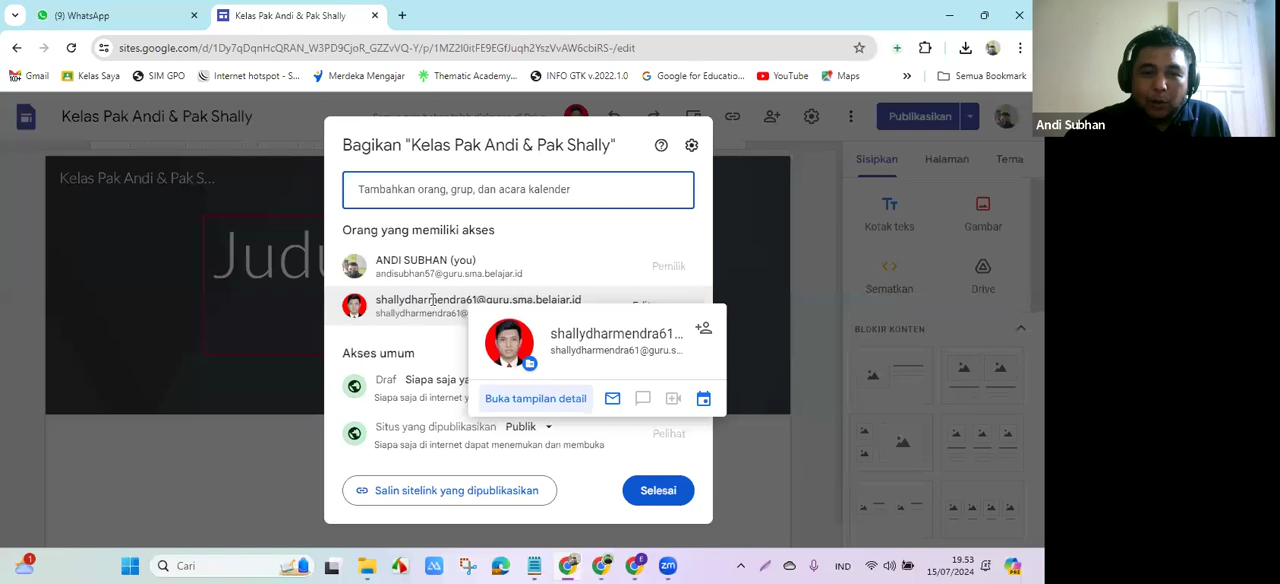 (9) WhatsApp
Kelas Pak Andi & Pak Shally
sites.google.com/d/1Dy7qDqnHcQRAN_W3PD9CjoR_GZZvVQ-Y/p/1MZ2I0itFE9EGfJuqh2YszVvAW6cbiRS-/edit
Gmail
Kelas Saya
SIM GPO
Internet hotspot - S...
Merdeka Mengajar
Thematic Academy...
INFO GTK v.2022.1.0
Google for Educatio...
YouTube
Maps
Semua Bookmark
Andi Subhan
Kelas Pak Andi & Pak Shally
Publikasikan
Kelas Pak Andi & Pak S...
Judu
Bagikan "Kelas Pak Andi & Pak Shally"
Tambahkan orang, grup, dan acara kalender
Orang yang memiliki akses
ANDI SUBHAN (you)
andisubhan57@guru.sma.belajar.id
Pemilik
shallydharmendra61@guru.sma.belajar.id
shallydharmendra61@
shallydharmendra61...
shallydharmendra61@guru.s...
Buka tampilan detail
Akses umum
Draf Siapa saja ya
Siapa saja di internet y
Situs yang dipublikasikan Publik
Siapa saja di internet dapat menemukan dan membuka
Pelihat
Salin sitelink yang dipublikasikan
Selesai
Sisipkan
Halaman
Tema
Kotak teks
Gambar
Sematkan
Drive
BLOKIR KONTEN
Cari
IND
19.53
15/07/2024